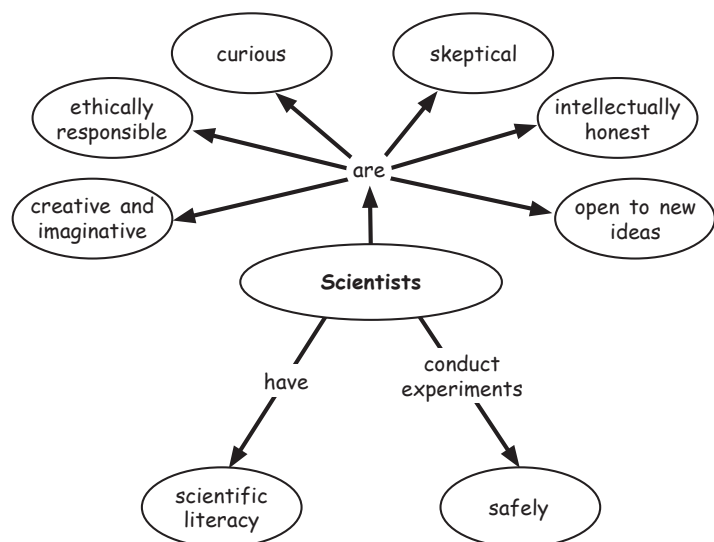 curious
skeptical
ethically
responsible
intellectually
honest
are
creative and
imaginative
open to new
ideas
Scientists
have
conduct
experiments
scientific
literacy
safely